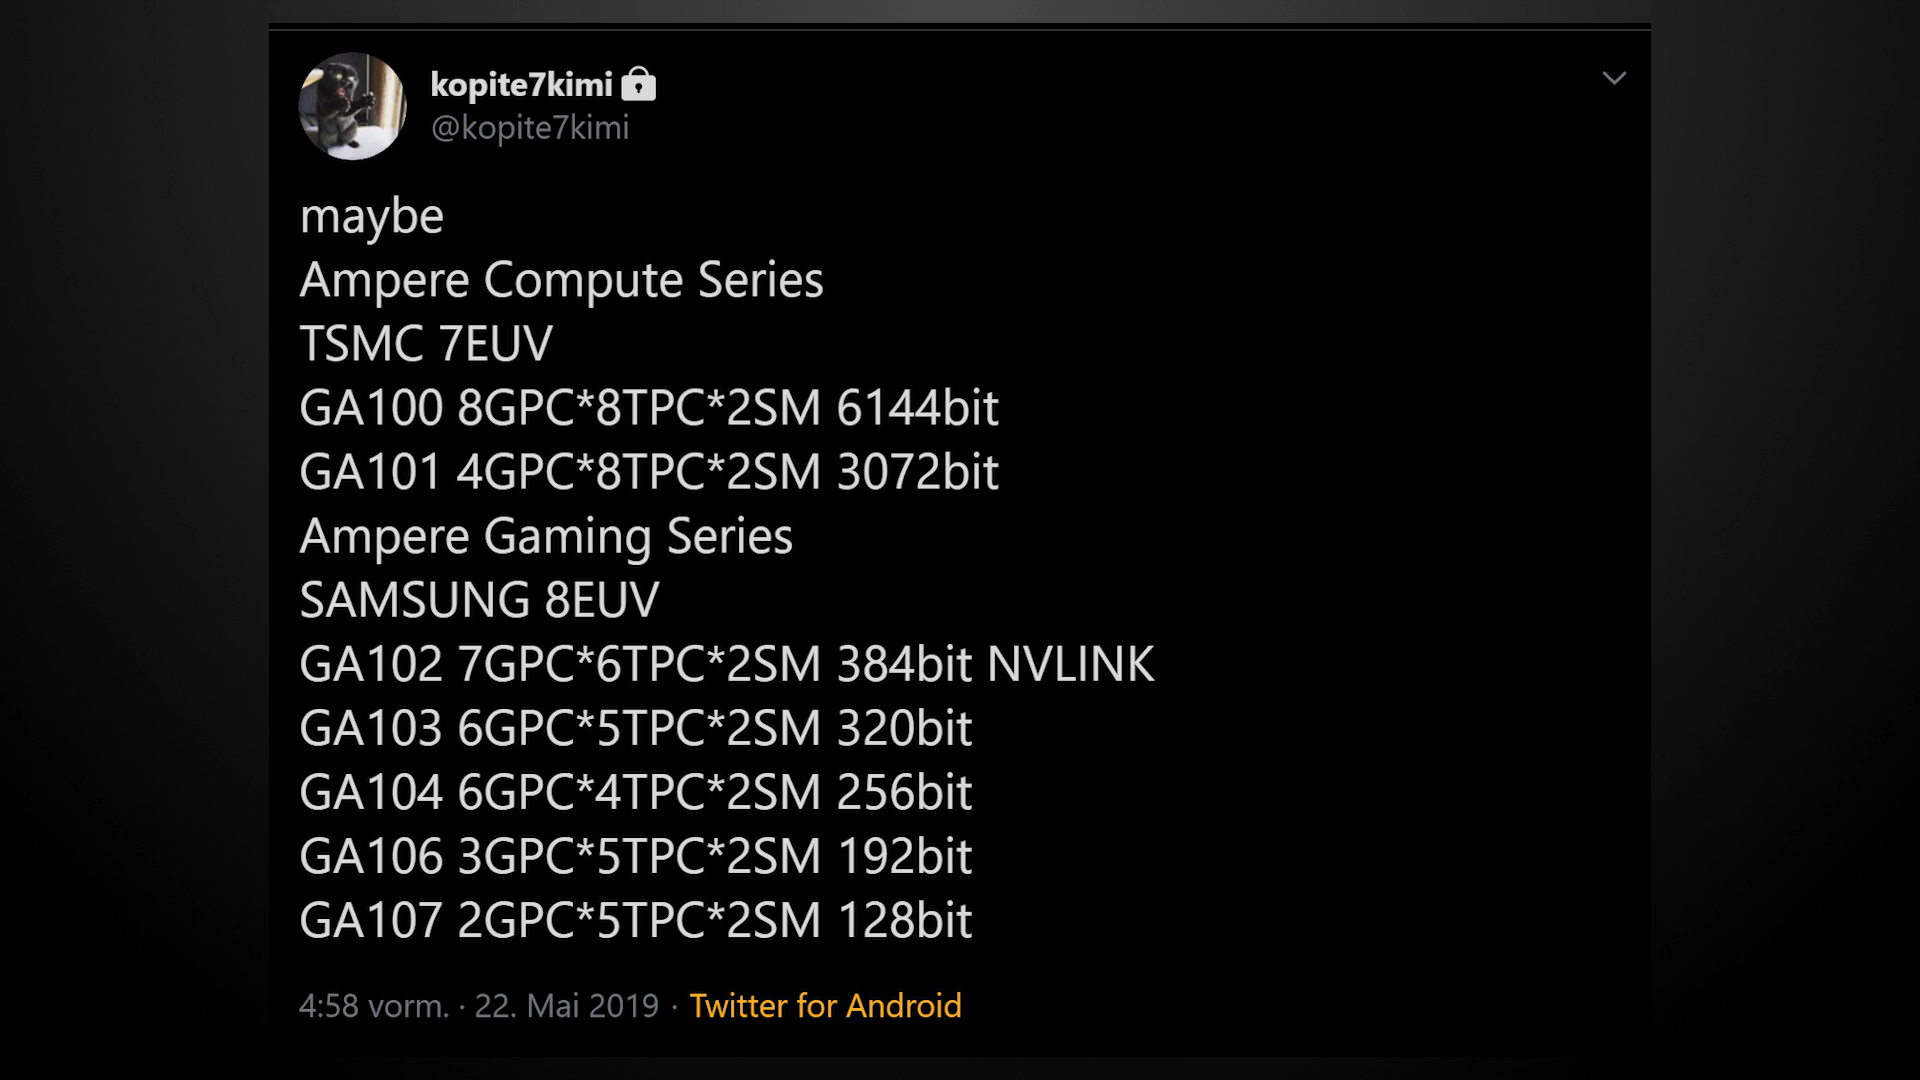 kopite7kimi
@kopite7kimi
maybe
Ampere Compute Series
TSMC 7EUV
GA100 8GPC*8TPC*2SM 6144bit
GA101 4GPC*8TPC*2SM 3072bit
Ampere Gaming Series
SAMSUNG 8EUV
GA102 7GPC*6TPC*2SM 384bit NVLINK
GA103 6GPC*5TPC*2SM 320bit
GA104 6GPC*4TPC*2SM 256bit
GA106 3GPC*5TPC*2SM 192bit
GA107 2GPC*5TPC*2SM 128bit
4:58 vorm. · 22. Mai 2019 · Twitter for Android